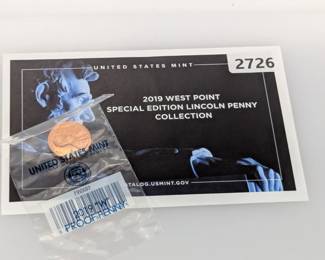 UNITED STATES MINT
2726
2019 WEST POINT
SPECIAL EDITION LINCOLN PENNY
COLLECTION
CATALOG.USMINT.GOV
UNITED STATES MINT
2019 "W"
PROOF PENNY